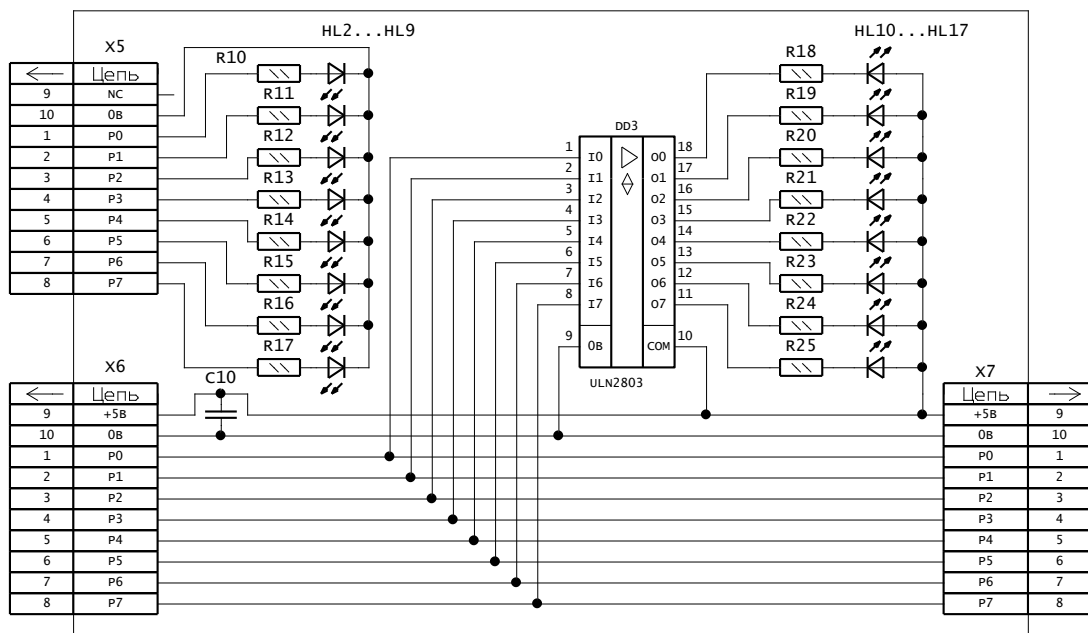 HL2...HL9
HL10...HL17
X5
Цепь
9 NC
10 0В
1 P0
2 P1
3 P2
4 P3
5 P4
6 P5
7 P6
8 P7
R10
R11
R12
R13
R14
R15
R16
R17
DD3
1 I0 O0 18
2 I1 O1 17
3 I2 O2 16
4 I3 O3 15
5 I4 O4 14
6 I5 O5 13
7 I6 O6 12
8 I7 O7 11
9 0В COM 10
ULN2803
R18
R19
R20
R21
R22
R23
R24
R25
X6
Цепь
9 +5В
10 0В
1 P0
2 P1
3 P2
4 P3
5 P4
6 P5
7 P6
8 P7
C10
X7
Цепь
+5В 9
0В 10
P0 1
P1 2
P2 3
P3 4
P4 5
P5 6
P6 7
P7 8